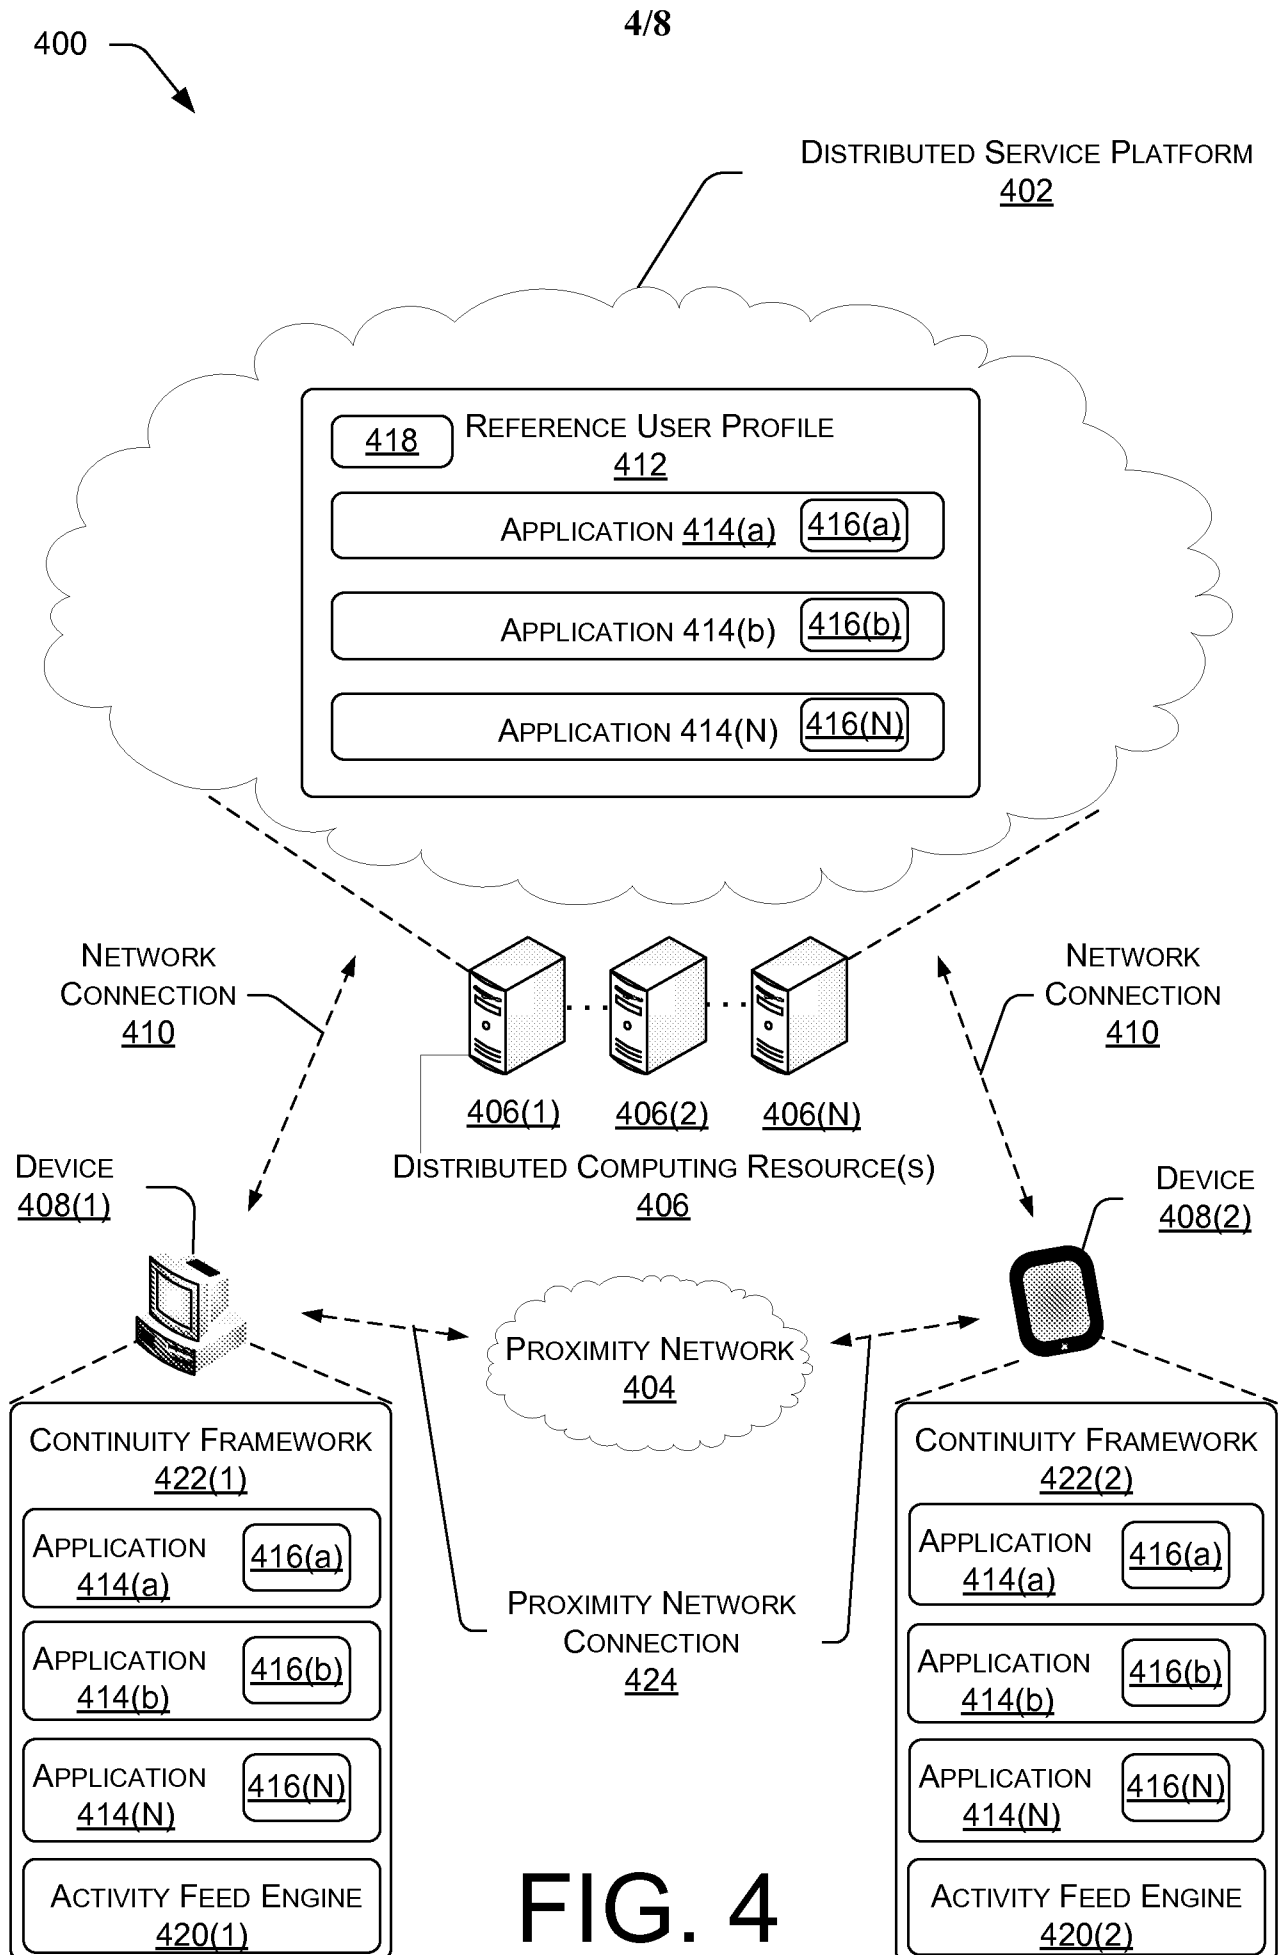 4/8
400
DISTRIBUTED SERVICE PLATFORM
402
418
REFERENCE USER PROFILE
412
APPLICATION 414(a)
416(a)
APPLICATION 414(b)
416(b)
APPLICATION 414(N)
416(N)
NETWORK
CONNECTION
410
NETWORK
CONNECTION
410
406(1)
406(2)
406(N)
DISTRIBUTED COMPUTING RESOURCE(S)
406
DEVICE
408(1)
DEVICE
408(2)
PROXIMITY NETWORK
404
CONTINUITY FRAMEWORK
422(1)
APPLICATION
414(a)
416(a)
APPLICATION
414(b)
416(b)
APPLICATION
414(N)
416(N)
ACTIVITY FEED ENGINE
420(1)
PROXIMITY NETWORK
CONNECTION
424
CONTINUITY FRAMEWORK
422(2)
APPLICATION
414(a)
416(a)
APPLICATION
414(b)
416(b)
APPLICATION
414(N)
416(N)
ACTIVITY FEED ENGINE
420(2)
FIG. 4